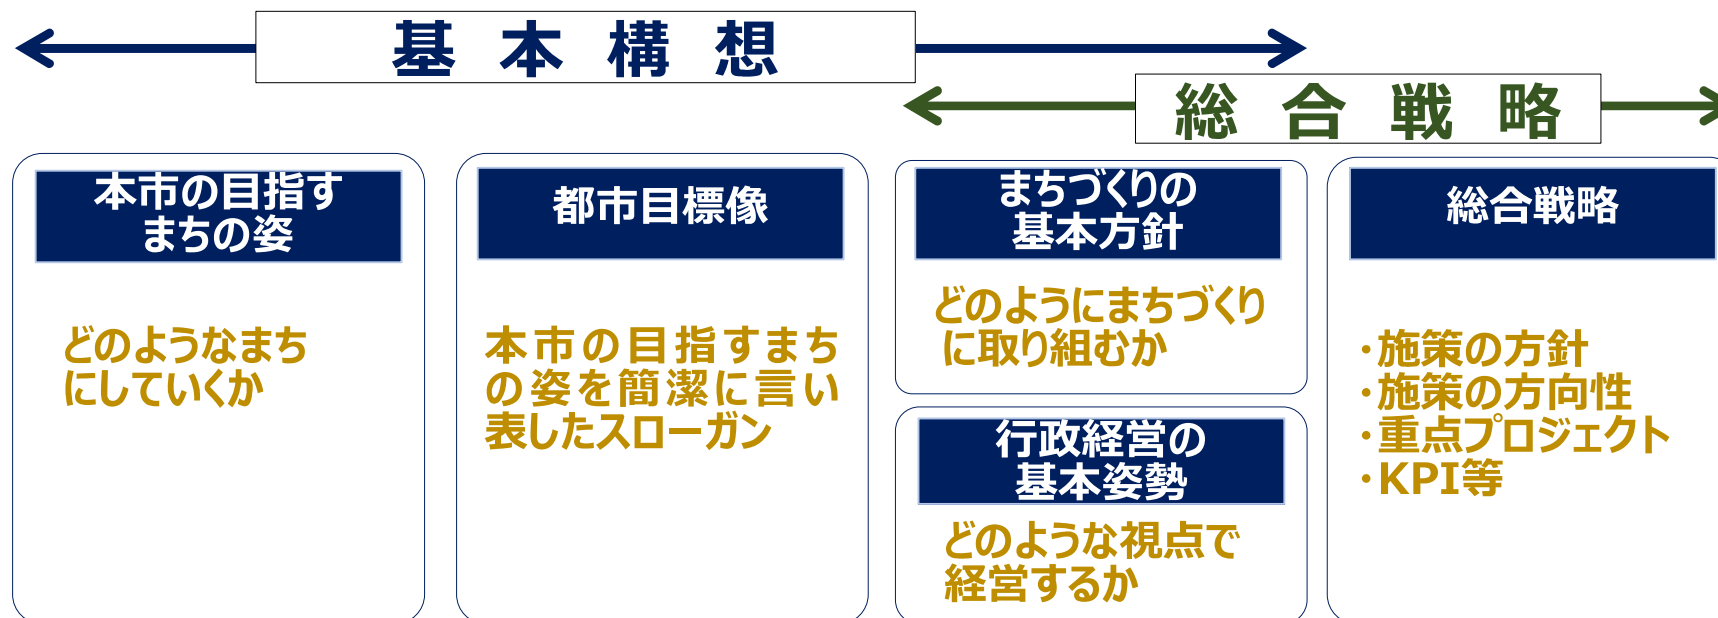 基本構想
総合戦略
本市の目指す
まちの姿
どのようなまち
にしていくか
都市目標像
本市の目指すまち
の姿を簡潔に言い
表したスローガン
まちづくりの
基本方針
どのようにまちづくり
に取り組むか
行政経営の
基本姿勢
どのような視点で
経営するか
総合戦略
・施策の方針
・施策の方向性
・重点プロジェクト
・KPI等